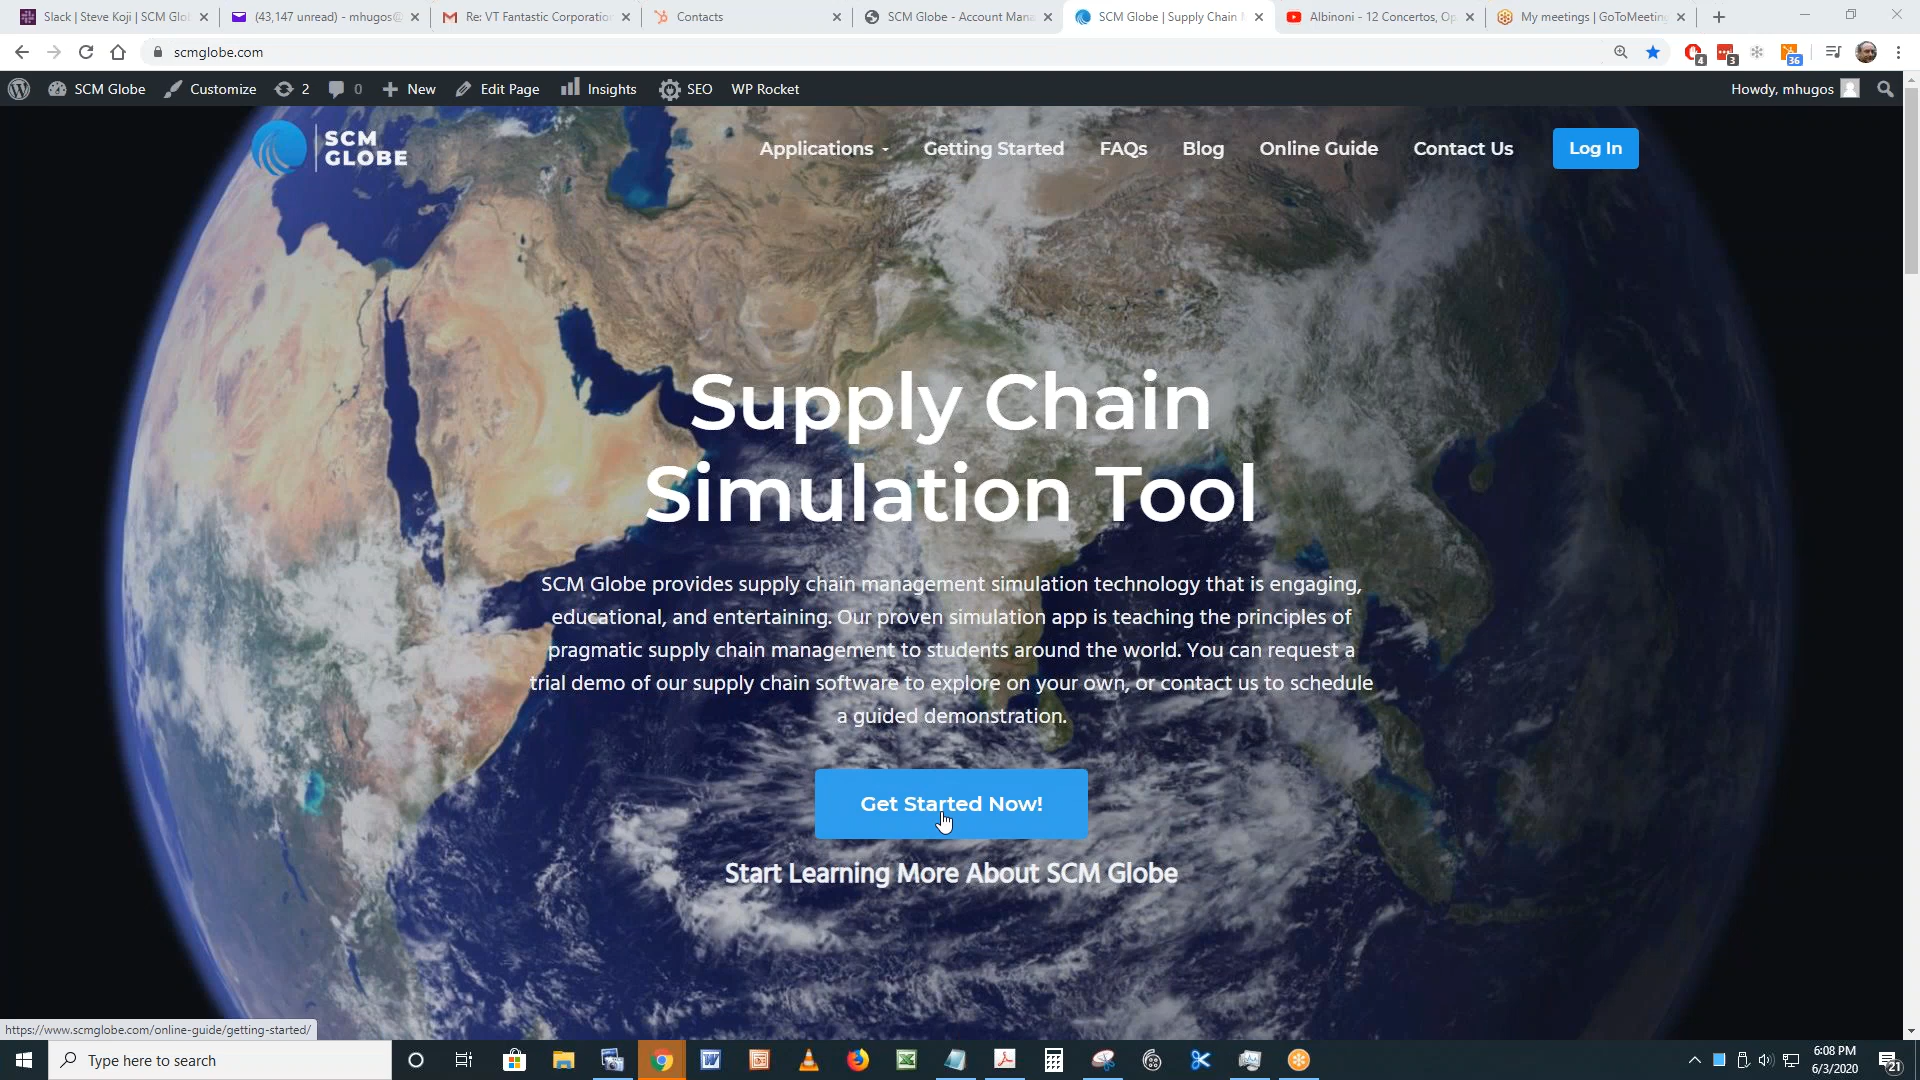 Slack | Steve Koji | SCM Glo
(43,147 unread) - mhugos@
Re: VT Fantastic Corporation
Contacts
SCM Globe - Account Mana
SCM Globe | Supply Chain
Albinoni - 12 Concertos, Op
My meetings | GoToMeeting
scmglobe.com
4
3
36
SCM Globe
Customize
2
0
New
Edit Page
Insights
SEO
WP Rocket
Howdy, mhugos
SCM
GLOBE
Applications
Getting Started
FAQs
Blog
Online Guide
Contact Us
Log In
Supply Chain
Simulation Tool
SCM Globe provides supply chain management simulation technology that is engaging,
educational, and entertaining. Our proven simulation app is teaching the principles of
pragmatic supply chain management to students around the world. You can request a
trial demo of our supply chain software to explore on your own, or contact us to schedule
a guided demonstration.
Get Started Now!
Start Learning More About SCM Globe
https://www.scmglobe.com/online-guide/getting-started/
Type here to search
6:08 PM
6/3/2020
21